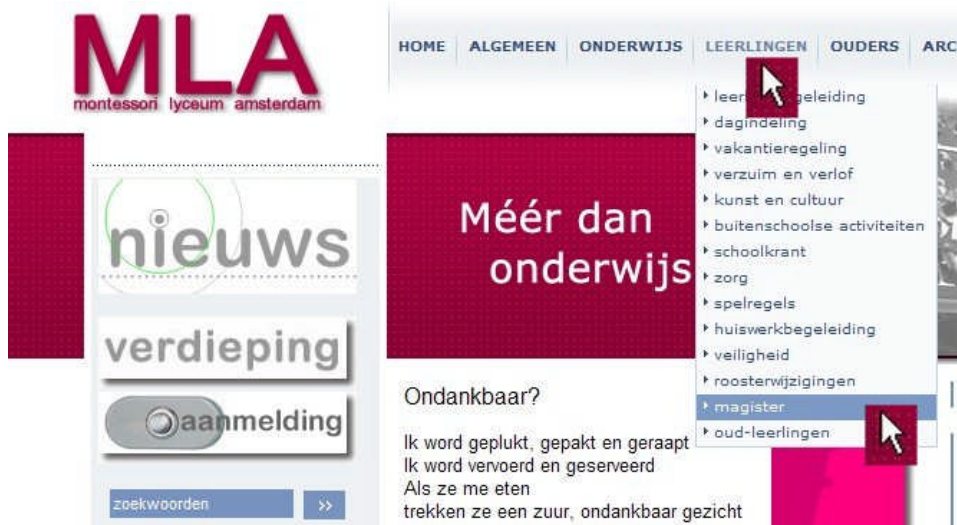 MLA
montessori lyceum amsterdam
HOME ALGEMEEN ONDERWIJS LEERLINGEN OUDERS
dagindeling
vakantieregeling
verzuim en verlof
kunst en cultuur
buitenschoolse activiteiten
schoolkrant
zorg
spelregels
huiswerkbegeleiding
veiligheid
roosterwijzigingen
magister
oud-leerlingen
nieuws
verdieping
aanmelding
zoekwoorden >>
Méér dan
onderwijs
Ondankbaar?
Ik word geplukt, gepakt en geraapt
Ik word vervoerd en geserveerd
Als ze me eten
trekken ze een zuur, ondankbaar gezicht